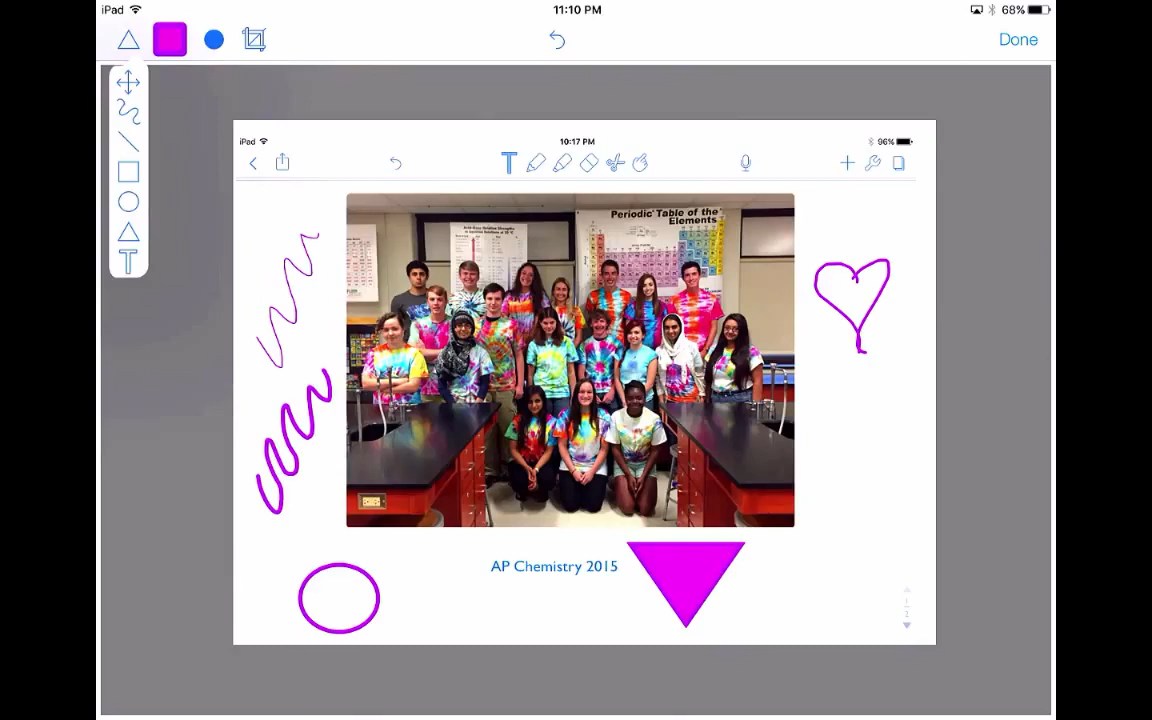 iPad 11:10 PM 68%
Done
iPad 10:17 PM 96%
T
T
Periodic Table of the
Elements
AP Chemistry 2015